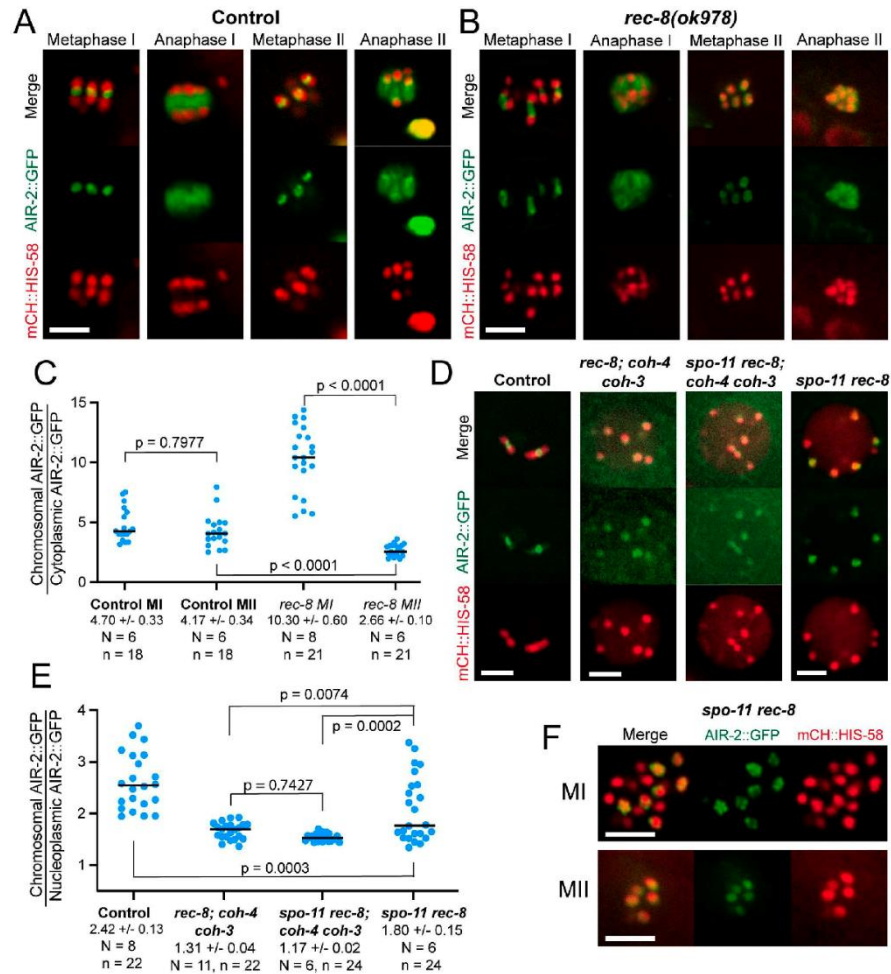 A
Control
Metaphase I Anaphase I Metaphase II Anaphase II
Merge
AIR-2::GFP
mCH::HIS-58
B
rec-8(ok978)
Metaphase I Anaphase I Metaphase II Anaphase II
Merge
AIR-2::GFP
mCH::HIS-58
C
Chromosomal AIR-2::GFP
Cytoplasmic AIR-2::GFP
15
10
5
0
p = 0.7977
p < 0.0001
p < 0.0001
Control MI Control MII rec-8 MI rec-8 MII
4.70 +/- 0.33 4.17 +/- 0.34 10.30 +/- 0.60 2.66 +/- 0.10
N = 6 N = 6 N = 8 N = 6
n = 18 n = 18 n = 21 n = 21
D
Control
rec-8; coh-4
coh-3
spo-11 rec-8;
coh-4 coh-3
spo-11 rec-8
Merge
AIR-2::GFP
mCH::HIS-58
E
Chromosomal AIR-2::GFP
Nucleoplasmic AIR-2::GFP
4
3
2
1
p = 0.0074
p = 0.0002
p = 0.7427
p = 0.0003
Control
2.42 +/- 0.13
N = 8
n = 22
rec-8; coh-4
coh-3
1.31 +/- 0.04
N = 11, n = 22
spo-11 rec-8;
coh-4 coh-3
1.17 +/- 0.02
N = 6, n = 24
spo-11 rec-8
1.80 +/- 0.15
N = 6
n = 24
F
spo-11 rec-8
Merge AIR-2::GFP mCH::HIS-58
MI
MII